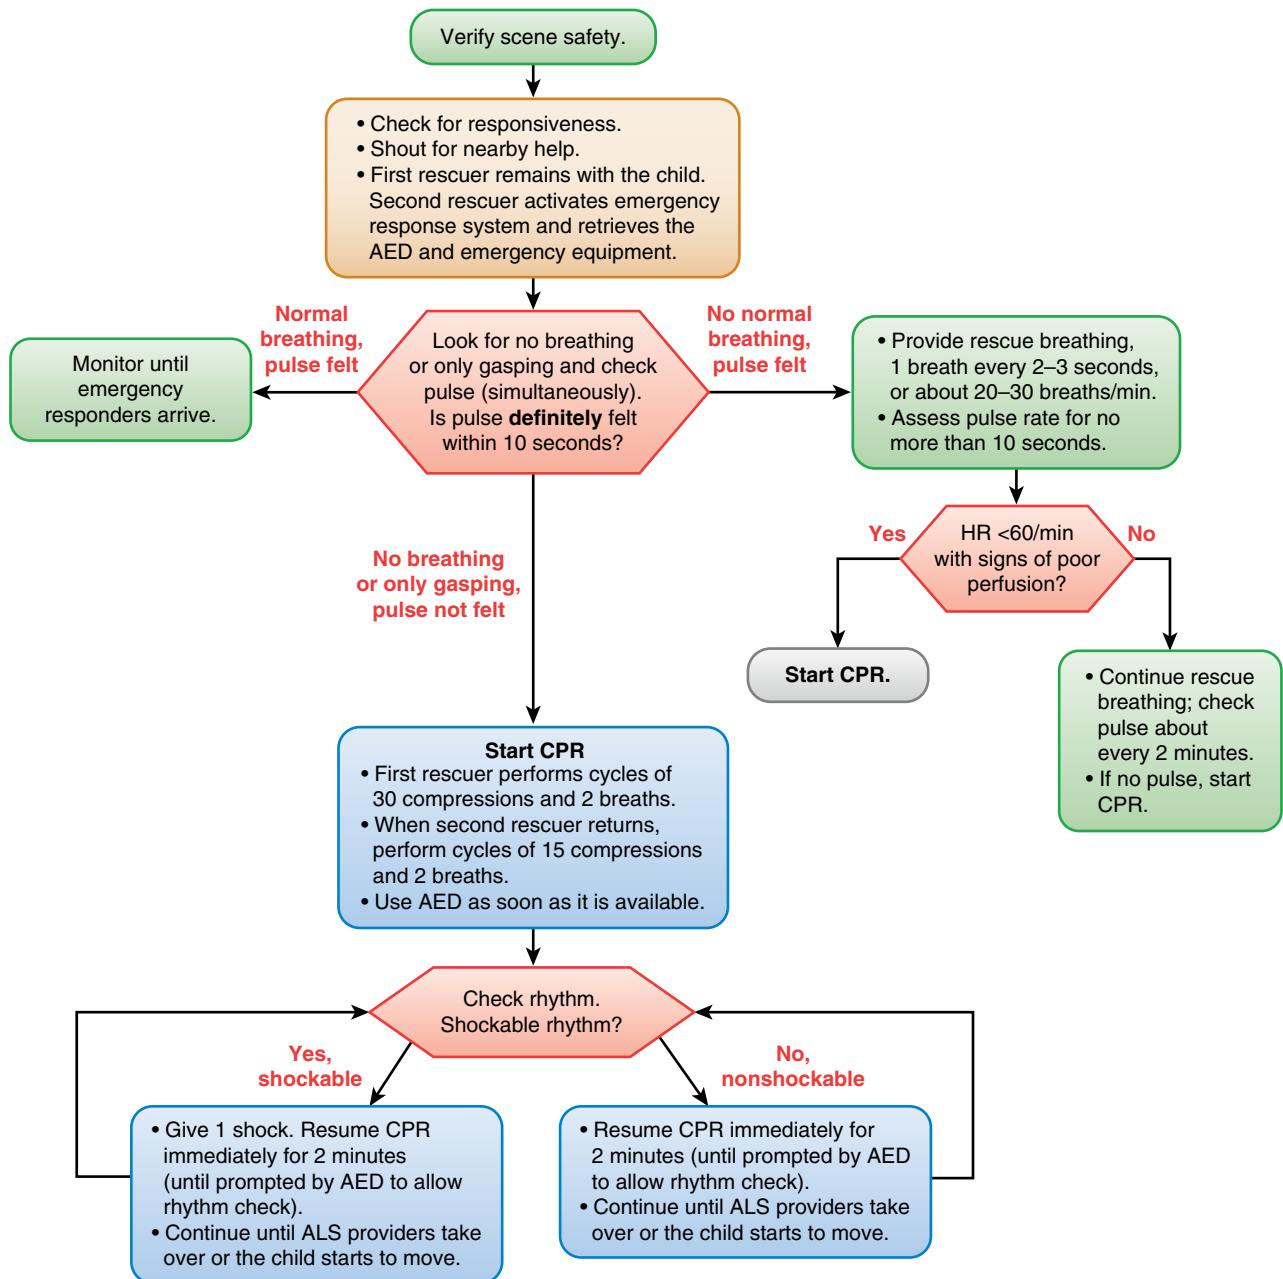 Verify scene safety.
• Check for responsiveness.
• Shout for nearby help.
• First rescuer remains with the child.
Second rescuer activates emergency
response system and retrieves the
AED and emergency equipment.
Normal
breathing,
pulse felt
Look for no breathing
or only gasping and check
pulse (simultaneously).
Is pulse definitely felt
within 10 seconds?
No normal
breathing,
pulse felt
Monitor until
emergency
responders arrive.
• Provide rescue breathing,
1 breath every 2–3 seconds,
or about 20–30 breaths/min.
• Assess pulse rate for no
more than 10 seconds.
Yes
HR <60/min
with signs of poor
perfusion?
No
No breathing
or only gasping,
pulse not felt
Start CPR.
• Continue rescue
breathing; check
pulse about
every 2 minutes.
• If no pulse, start
CPR.
Start CPR
• First rescuer performs cycles of
30 compressions and 2 breaths.
• When second rescuer returns,
perform cycles of 15 compressions
and 2 breaths.
• Use AED as soon as it is available.
Check rhythm.
Shockable rhythm?
Yes,
shockable
No,
nonshockable
• Give 1 shock. Resume CPR
immediately for 2 minutes
(until prompted by AED to allow
rhythm check).
• Continue until ALS providers take
over or the child starts to move.
• Resume CPR immediately for
2 minutes (until prompted by AED
to allow rhythm check).
• Continue until ALS providers take
over or the child starts to move.